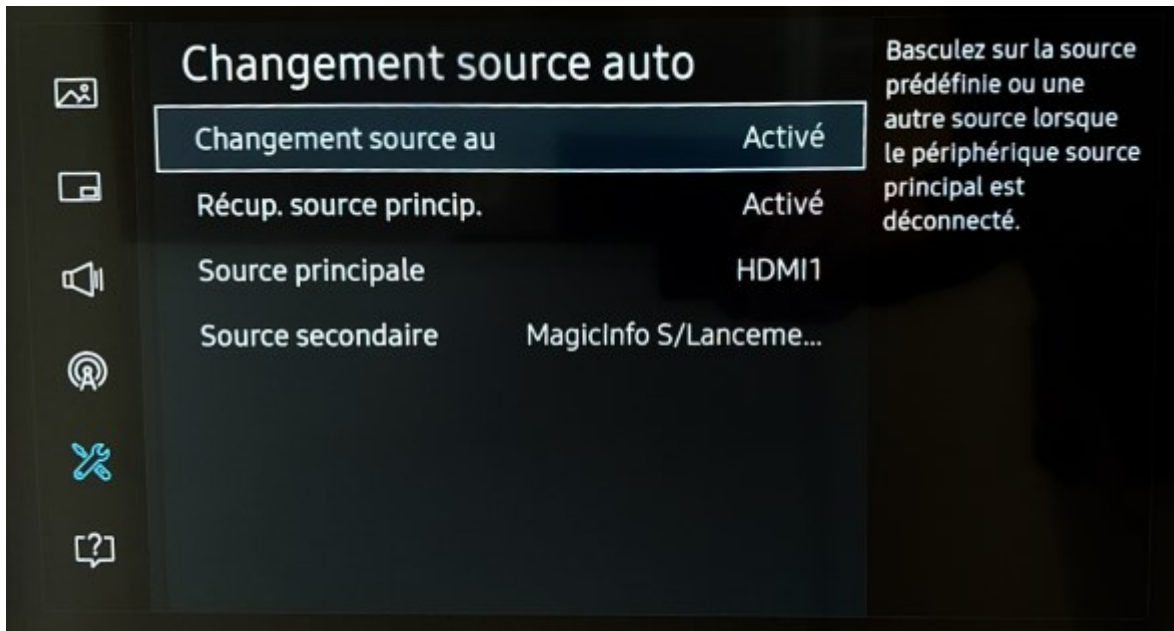 Changement source auto
Changement source au Activé
Récup. source princip. Activé
Source principale HDMI1
Source secondaire MagicInfo S/Lanceme...
Basculez sur la source
prédéfinie ou une
autre source lorsque
le périphérique source
principal est
déconnecté.